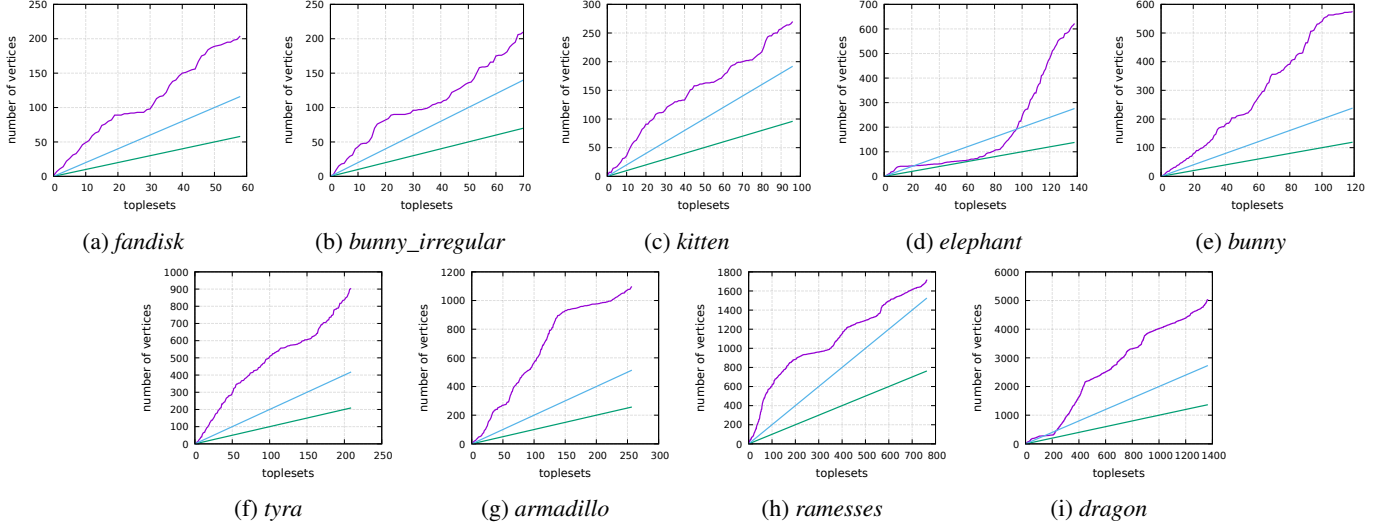 250
200
150
100
50
0
0 10 20 30 40 50 60
number of vertices
toplesets
(a) fandisk
250
200
150
100
50
0
0 10 20 30 40 50 60 70
number of vertices
toplesets
(b) bunny_irregular
300
250
200
150
100
50
0
0 10 20 30 40 50 60 70 80 90 100
number of vertices
toplesets
(c) kitten
700
600
500
400
300
200
100
0
0 20 40 60 80 100 120 140
number of vertices
toplesets
(d) elephant
600
500
400
300
200
100
0
0 20 40 60 80 100 120
number of vertices
toplesets
(e) bunny
1000
900
800
700
600
500
400
300
200
100
0
0 50 100 150 200 250
number of vertices
toplesets
(f) tyra
1200
1000
800
600
400
200
0
0 50 100 150 200 250 300
number of vertices
toplesets
(g) armadillo
1800
1600
1400
1200
1000
800
600
400
200
0
0 100 200 300 400 500 600 700 800
number of vertices
toplesets
(h) ramesses
6000
5000
4000
3000
2000
1000
0
0 200 400 600 800 1000 1200 1400
number of vertices
toplesets
(i) dragon